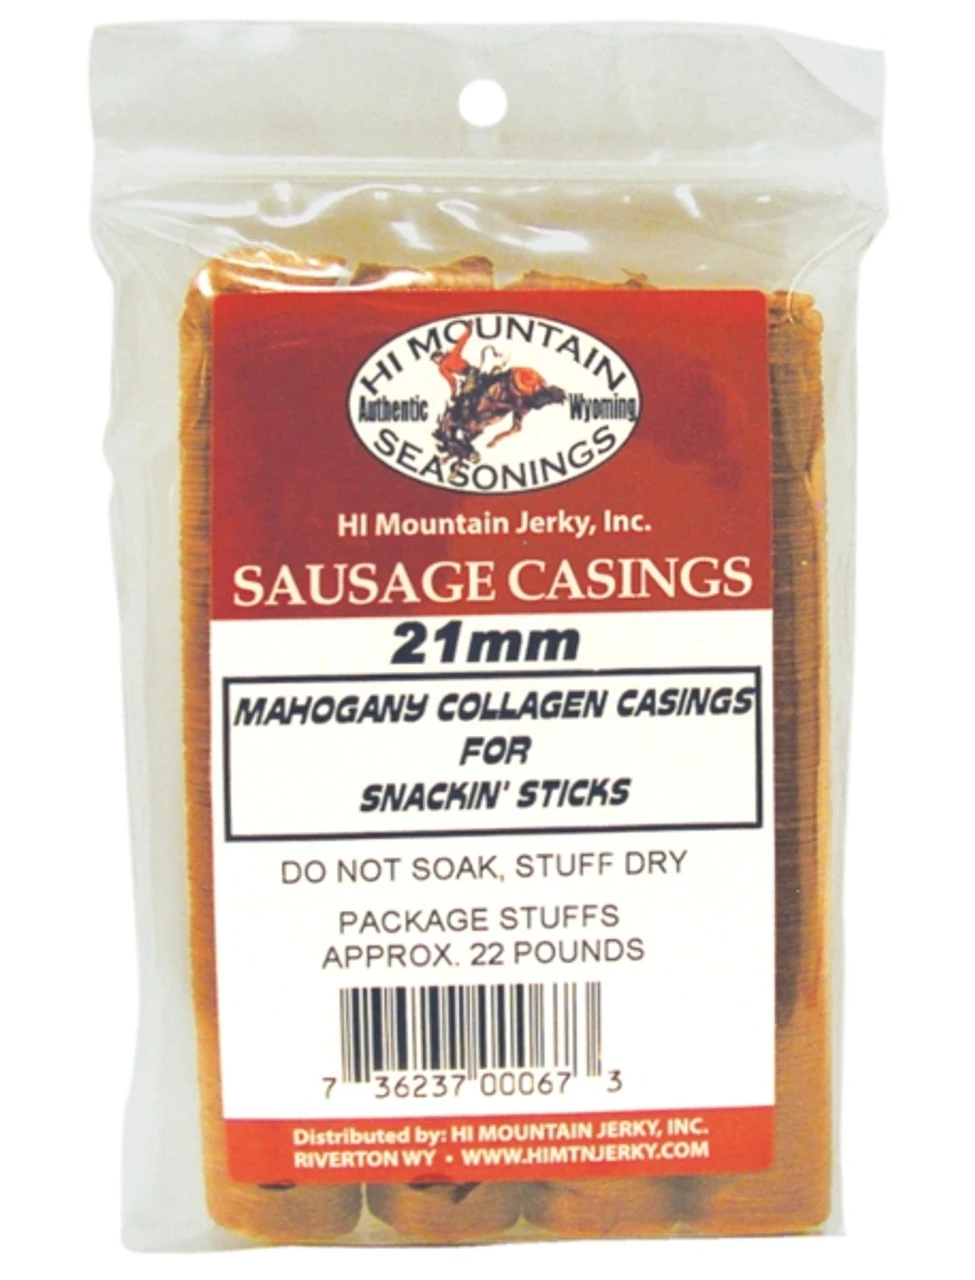 HI MOUNTAIN
Authentic Wyoming
SEASONINGS
HI Mountain Jerky, Inc.
SAUSAGE CASINGS
21mm
MAHOGANY COLLAGEN CASINGS
FOR
SNACKIN' STICKS
DO NOT SOAK, STUFF DRY
PACKAGE STUFFS
APPROX. 22 POUNDS
7 36237 00067 3
Distributed by: HI MOUNTAIN JERKY, INC.
RIVERTON WY • WWW.HIMTNJERKY.COM